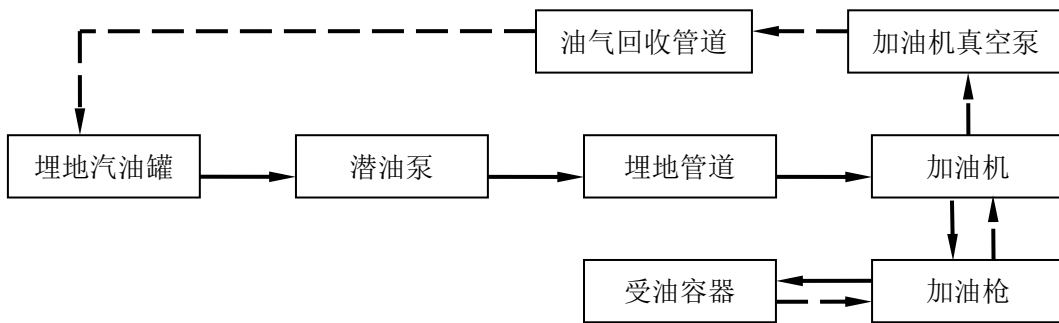 油气回收管道
加油机真空泵
埋地汽油罐
潜油泵
埋地管道
加油机
受油容器
加油枪